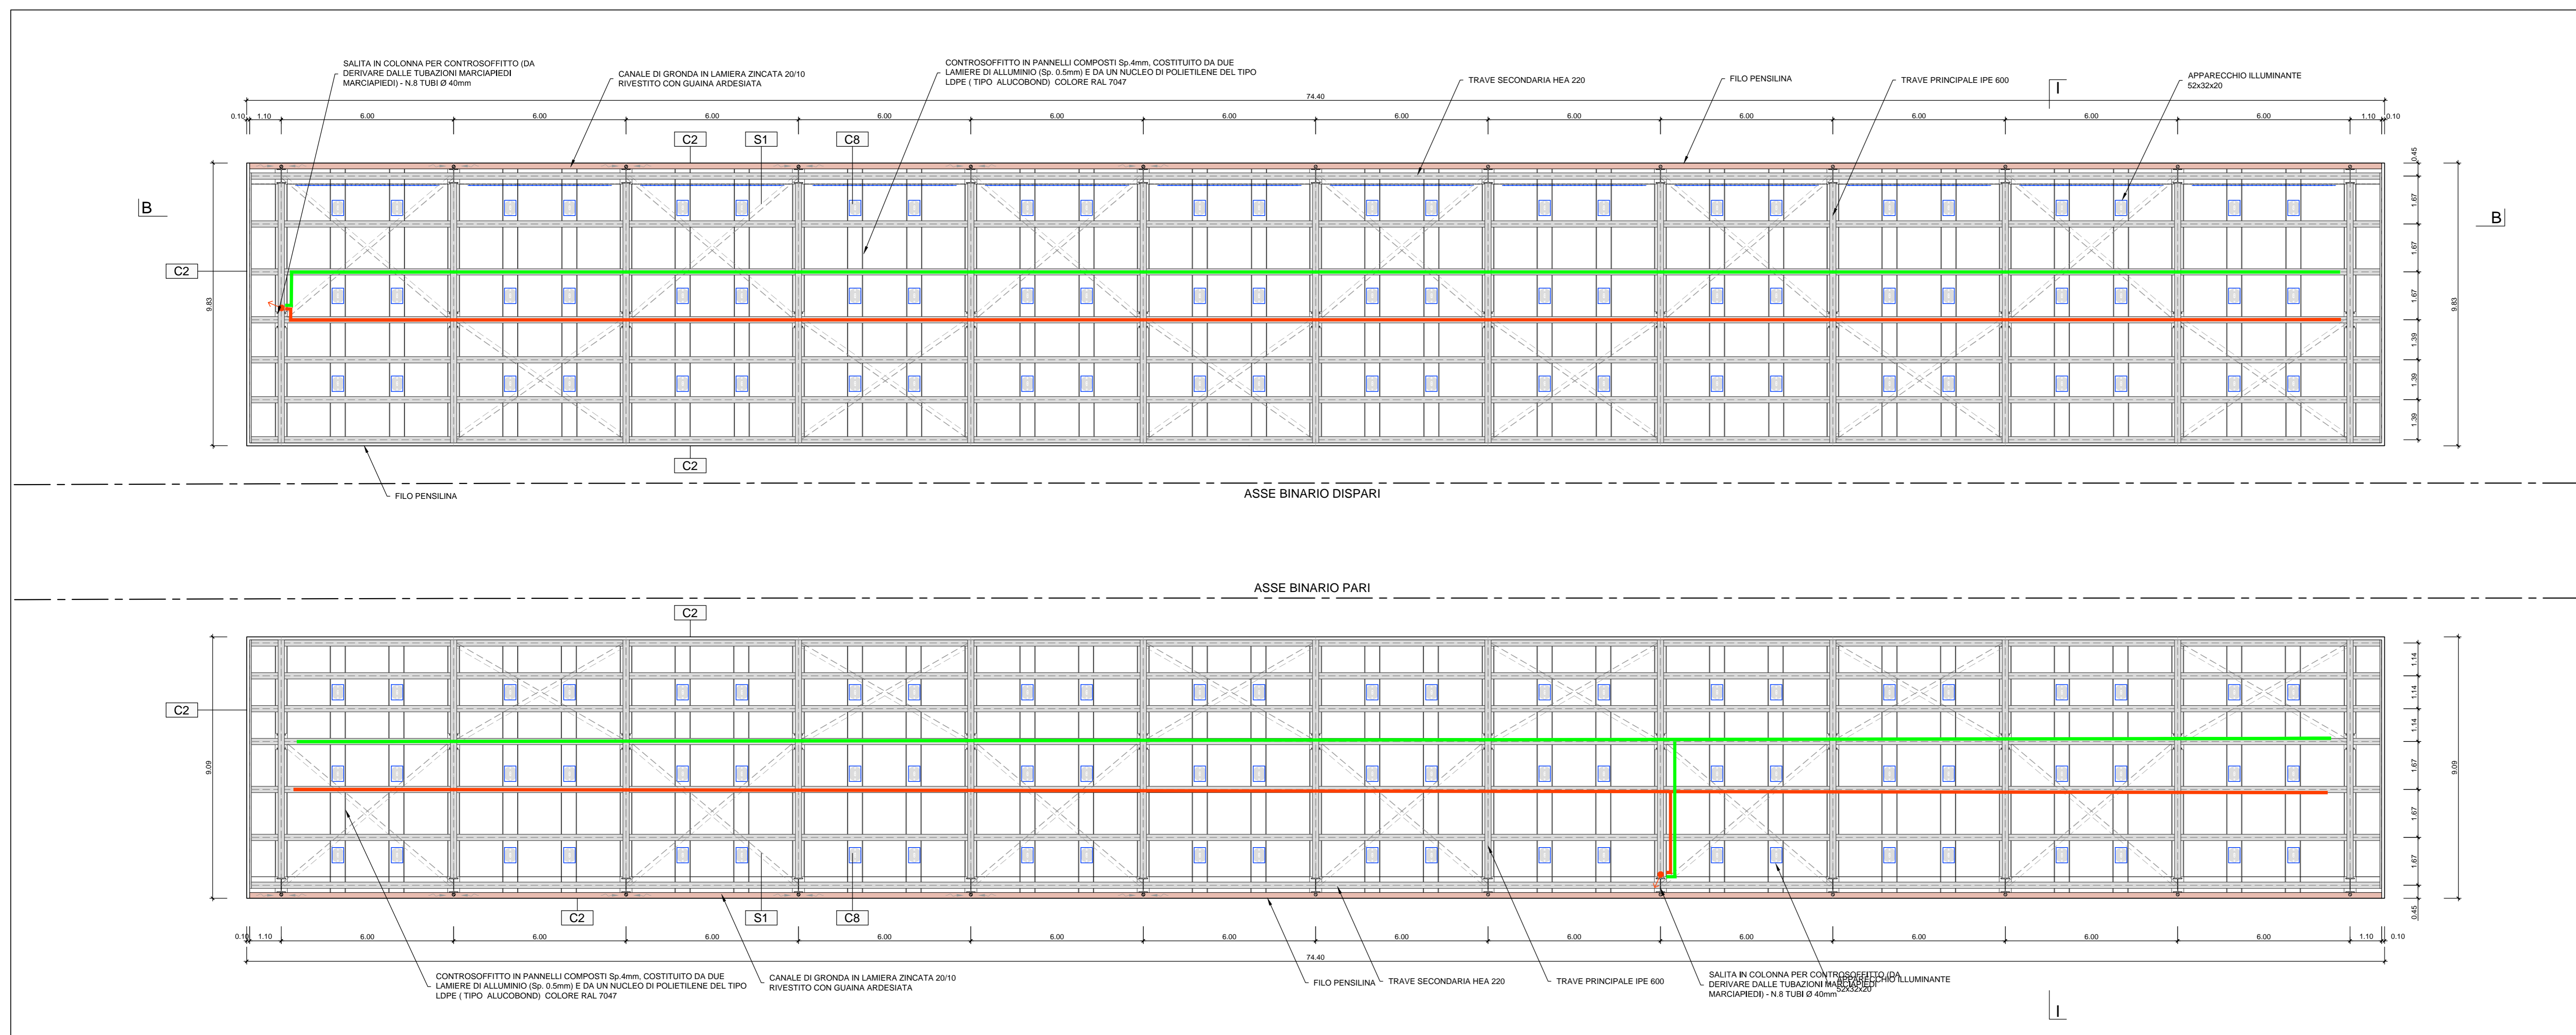 SALITA IN COLONNA PER CONTROSOFFITTO (DA
DERIVARE DALLE TUBAZIONI MARCIAPIEDI
MARCIAPIEDI) - N.8 TUBI Ø 40mm
CANALE DI GRONDA IN LAMIERA ZINCATA 20/10
RIVESTITO CON GUAINA ARDESIATA
CONTROSOFFITTO IN PANNELLI COMPOSTI Sp.4mm, COSTITUITO DA DUE
LAMIERE DI ALLUMINIO (Sp. 0.5mm) E DA UN NUCLEO DI POLIETILENE DEL TIPO
LDPE ( TIPO ALUCOBOND) COLORE RAL 7047
TRAVE SECONDARIA HEA 220
FILO PENSILINA
TRAVE PRINCIPALE IPE 600
APPARECCHIO ILLUMINANTE
52x32x20
I
74.40
0.10 1.10 6.00 6.00 6.00 6.00 6.00 6.00 6.00 6.00 6.00 6.00 6.00 6.00 1.10 0.10
C2 S1 C8
B
B
C2
9.83
0.45
1.67
1.67
1.67
1.39
1.39
1.39
9.83
C2
FILO PENSILINA
ASSE BINARIO DISPARI
ASSE BINARIO PARI
C2
C2
9.09
1.14
1.14
1.14
1.67
1.67
1.67
0.45
9.09
C2 S1 C8
0.10 1.10 6.00 6.00 6.00 6.00 6.00 6.00 6.00 6.00 6.00 6.00 6.00 6.00 1.10 0.10
74.40
CONTROSOFFITTO IN PANNELLI COMPOSTI Sp.4mm, COSTITUITO DA DUE
LAMIERE DI ALLUMINIO (Sp. 0.5mm) E DA UN NUCLEO DI POLIETILENE DEL TIPO
LDPE ( TIPO ALUCOBOND) COLORE RAL 7047
CANALE DI GRONDA IN LAMIERA ZINCATA 20/10
RIVESTITO CON GUAINA ARDESIATA
FILO PENSILINA
TRAVE SECONDARIA HEA 220
TRAVE PRINCIPALE IPE 600
SALITA IN COLONNA PER CONTROSOFFITTO (DA
DERIVARE DALLE TUBAZIONI MARCIAPIEDI
MARCIAPIEDI) - N.8 TUBI Ø 40mm
APPARECCHIO ILLUMINANTE
52x32x20
I